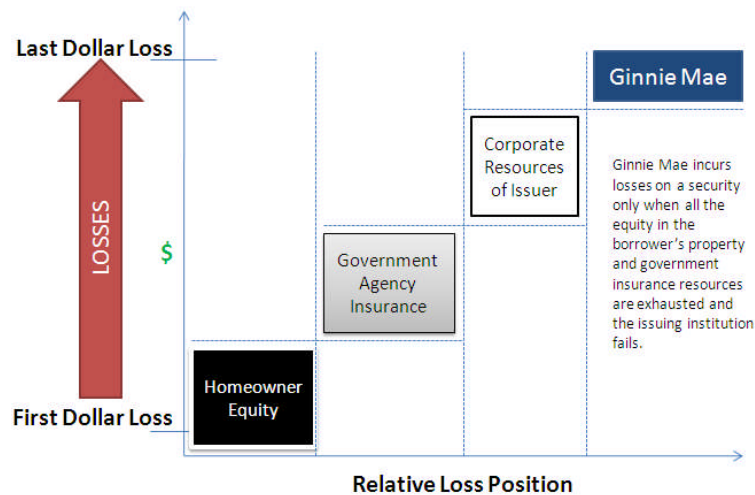 Last Dollar Loss
LOSSES
$
First Dollar Loss
Homeowner
Equity
Government
Agency
Insurance
Corporate
Resources
of Issuer
Ginnie Mae
Ginnie Mae incurs
losses on a security
only when all the
equity in the
borrower's property
and government
insurance resources
are exhausted and
the issuing institution
fails.
Relative Loss Position